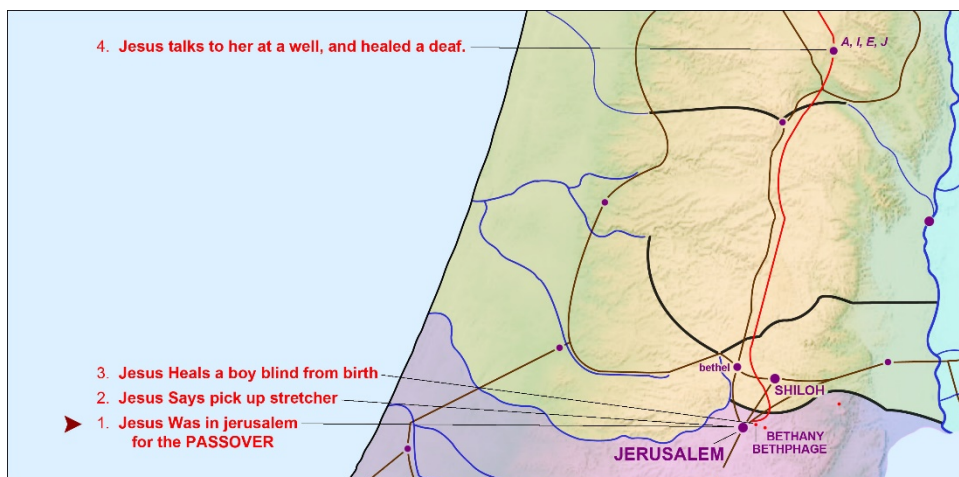 4. Jesus talks to her at a well, and healed a deaf.
A, I, E, J
3. Jesus Heals a boy blind from birth
bethel
2. Jesus Says pick up stretcher
SHILOH
1. Jesus Was in jerusalem
for the PASSOVER
JERUSALEM
BETHANY
BETHPHAGE